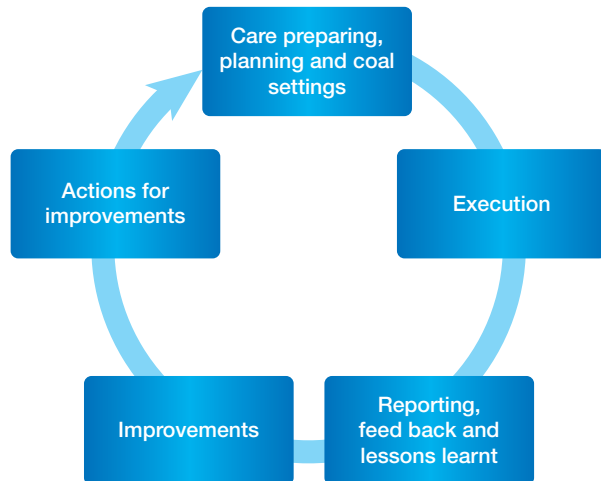 Care preparing,
planning and coal
settings
Execution
Reporting,
feed back and
lessons learnt
Improvements
Actions for
improvements